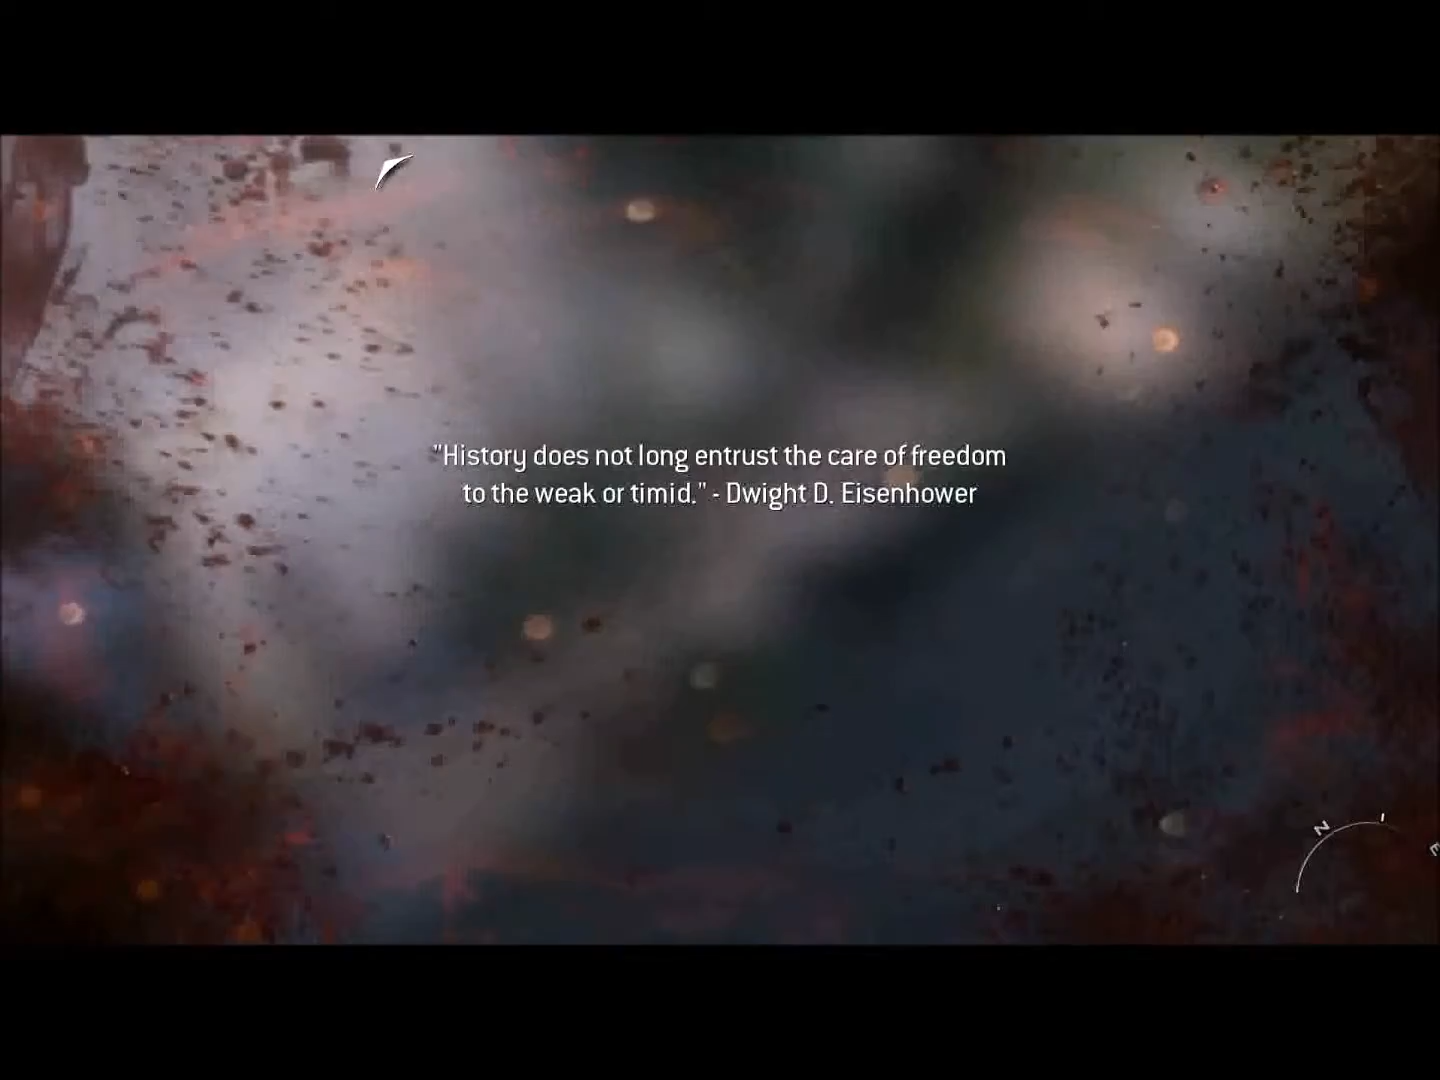 "History does not long entrust the care of freedom
to the weak or timid." - Dwight D. Eisenhower
N
E